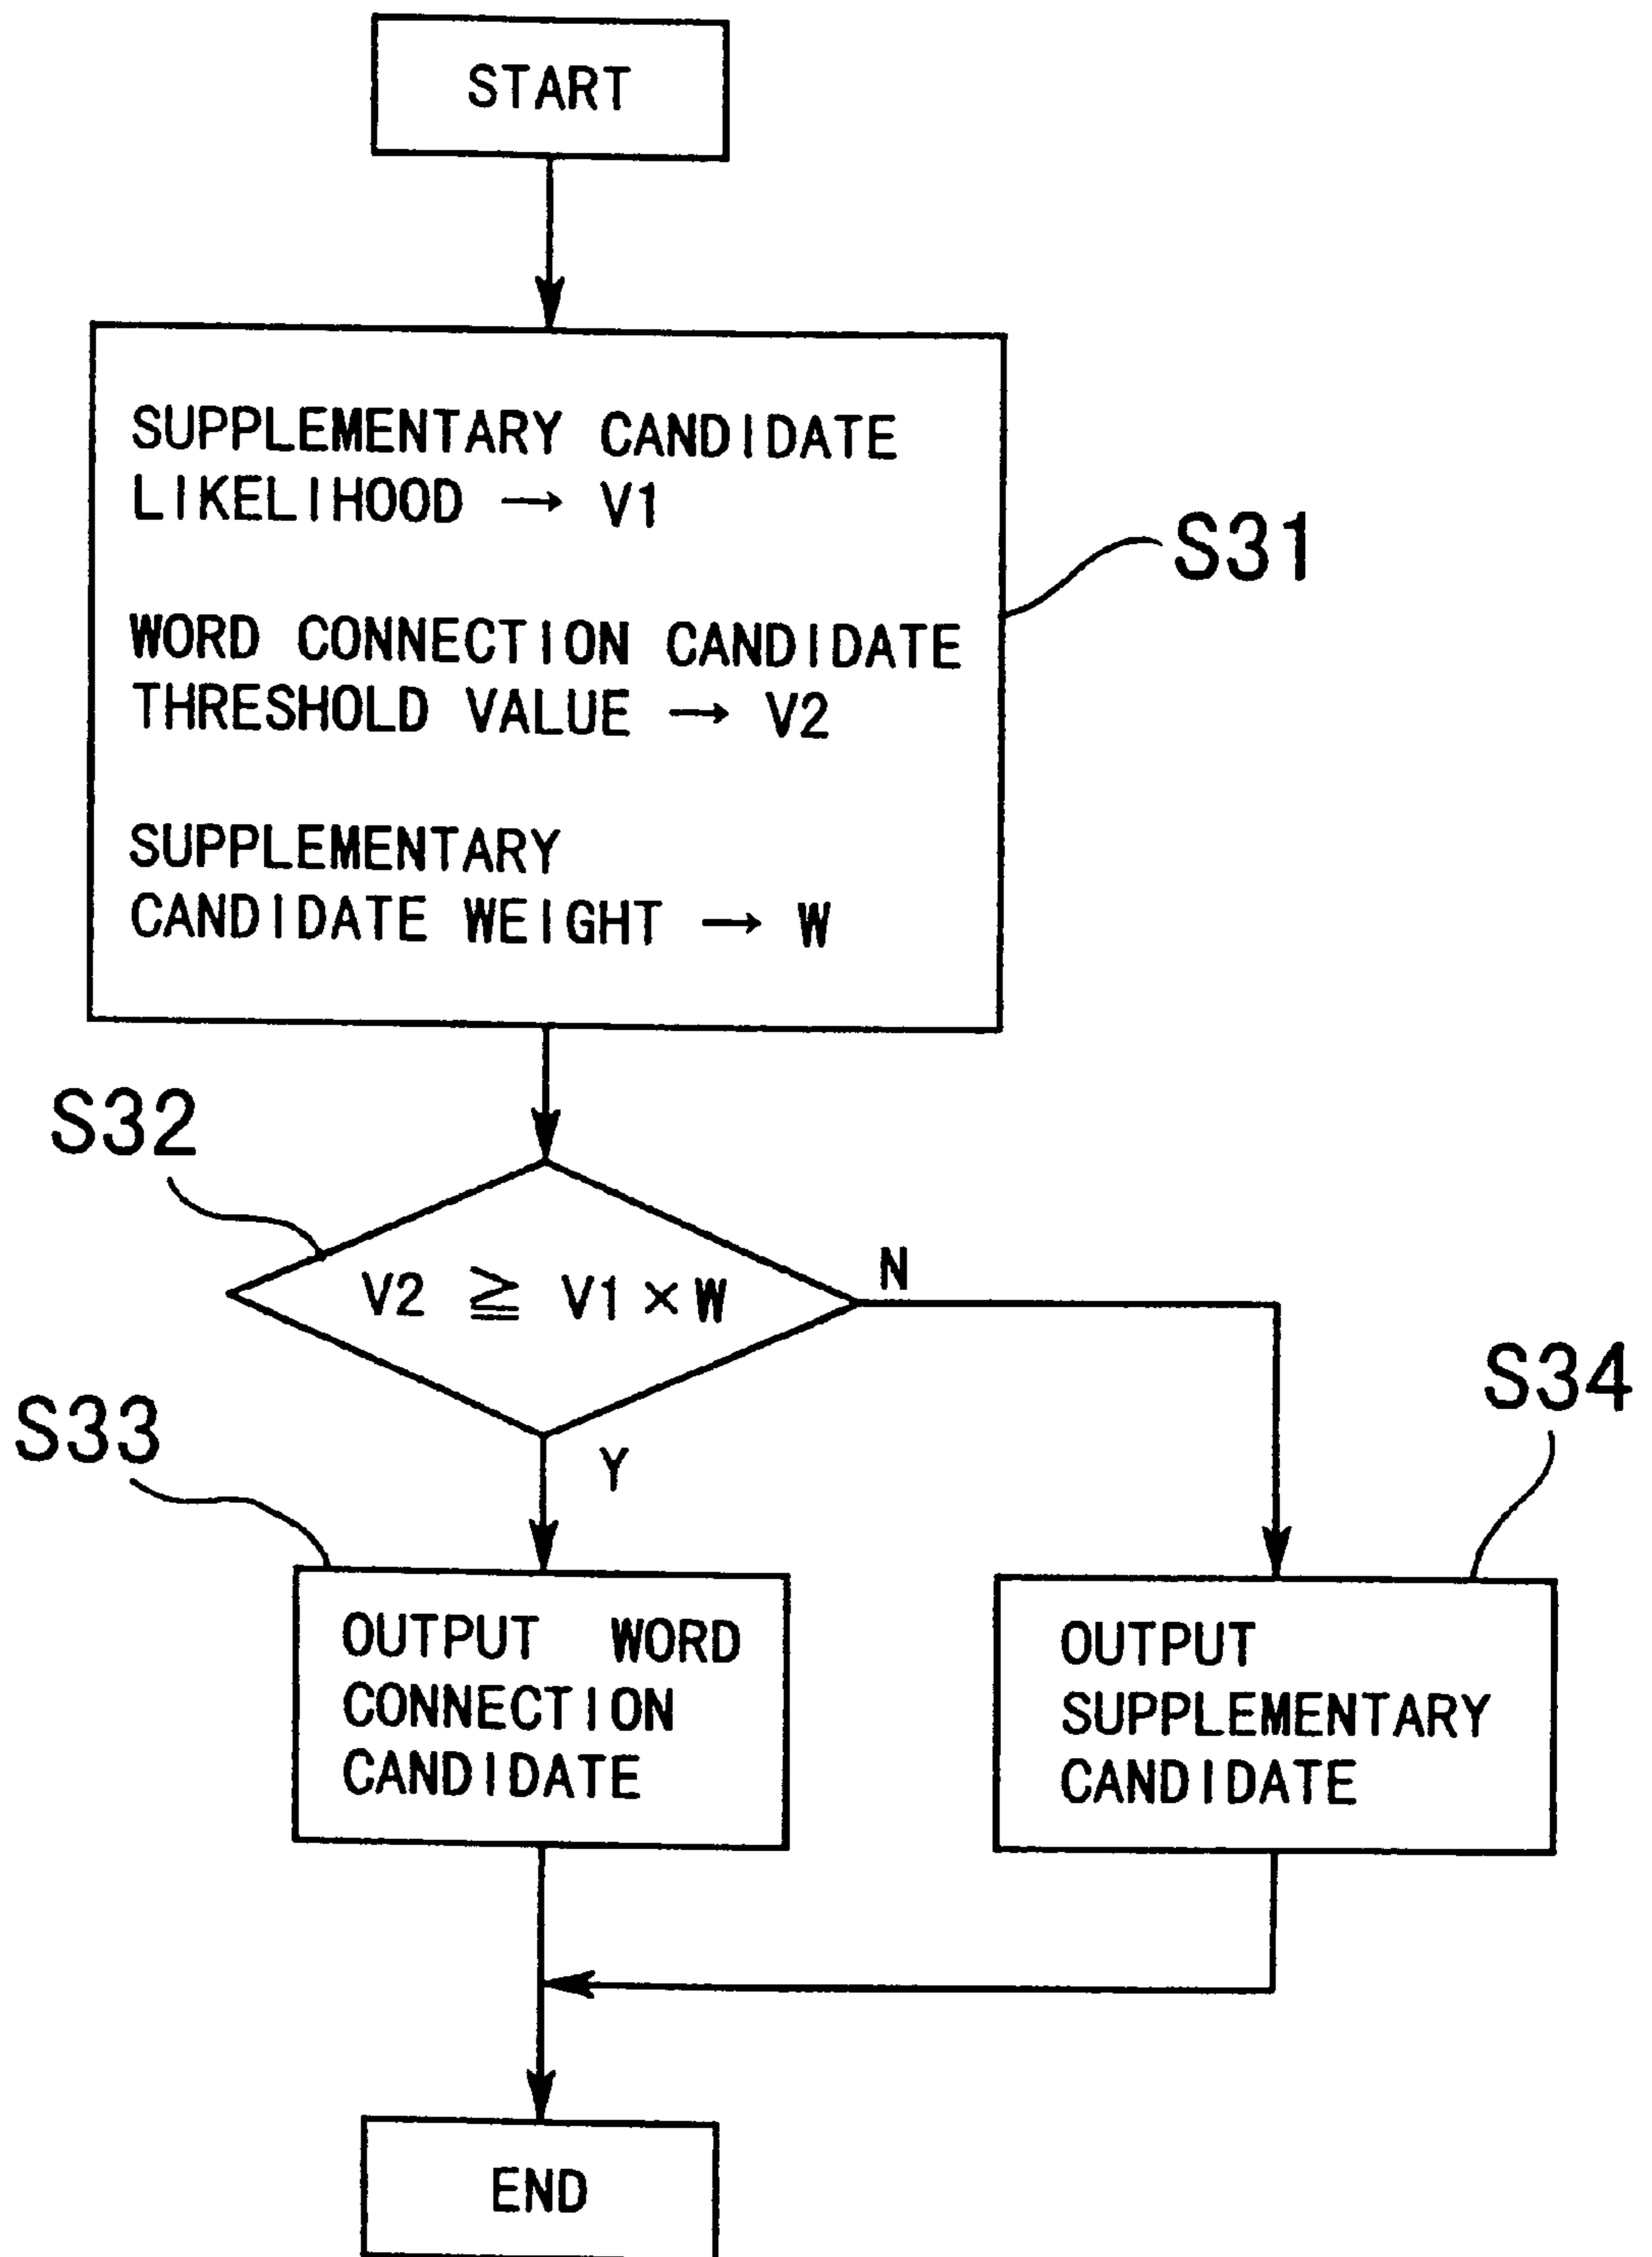 START
SUPPLEMENTARY CANDIDATE
LIKELIHOOD → V1
WORD CONNECTION CANDIDATE
THRESHOLD VALUE → V2
SUPPLEMENTARY
CANDIDATE WEIGHT → W
S31
S32
V2 ≧ V1 × W
N
Y
S33
S34
OUTPUT WORD
CONNECTION
CANDIDATE
OUTPUT
SUPPLEMENTARY
CANDIDATE
END